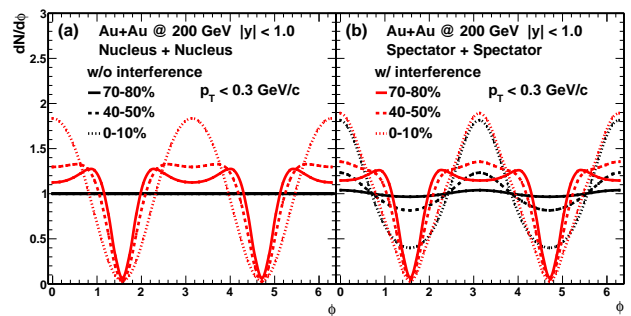 dN/dφ
3
2.5
2
1.5
1
0.5
0
(a) Au+Au @ 200 GeV |y| < 1.0
Nucleus + Nucleus
w/o interference
70-80%
p_T < 0.3 GeV/c
40-50%
0-10%
0 1 2 3 4 5 6
φ
(b) Au+Au @ 200 GeV |y| < 1.0
Spectator + Spectator
w/ interference
70-80%
p_T < 0.3 GeV/c
40-50%
0-10%
0 1 2 3 4 5 6
φ